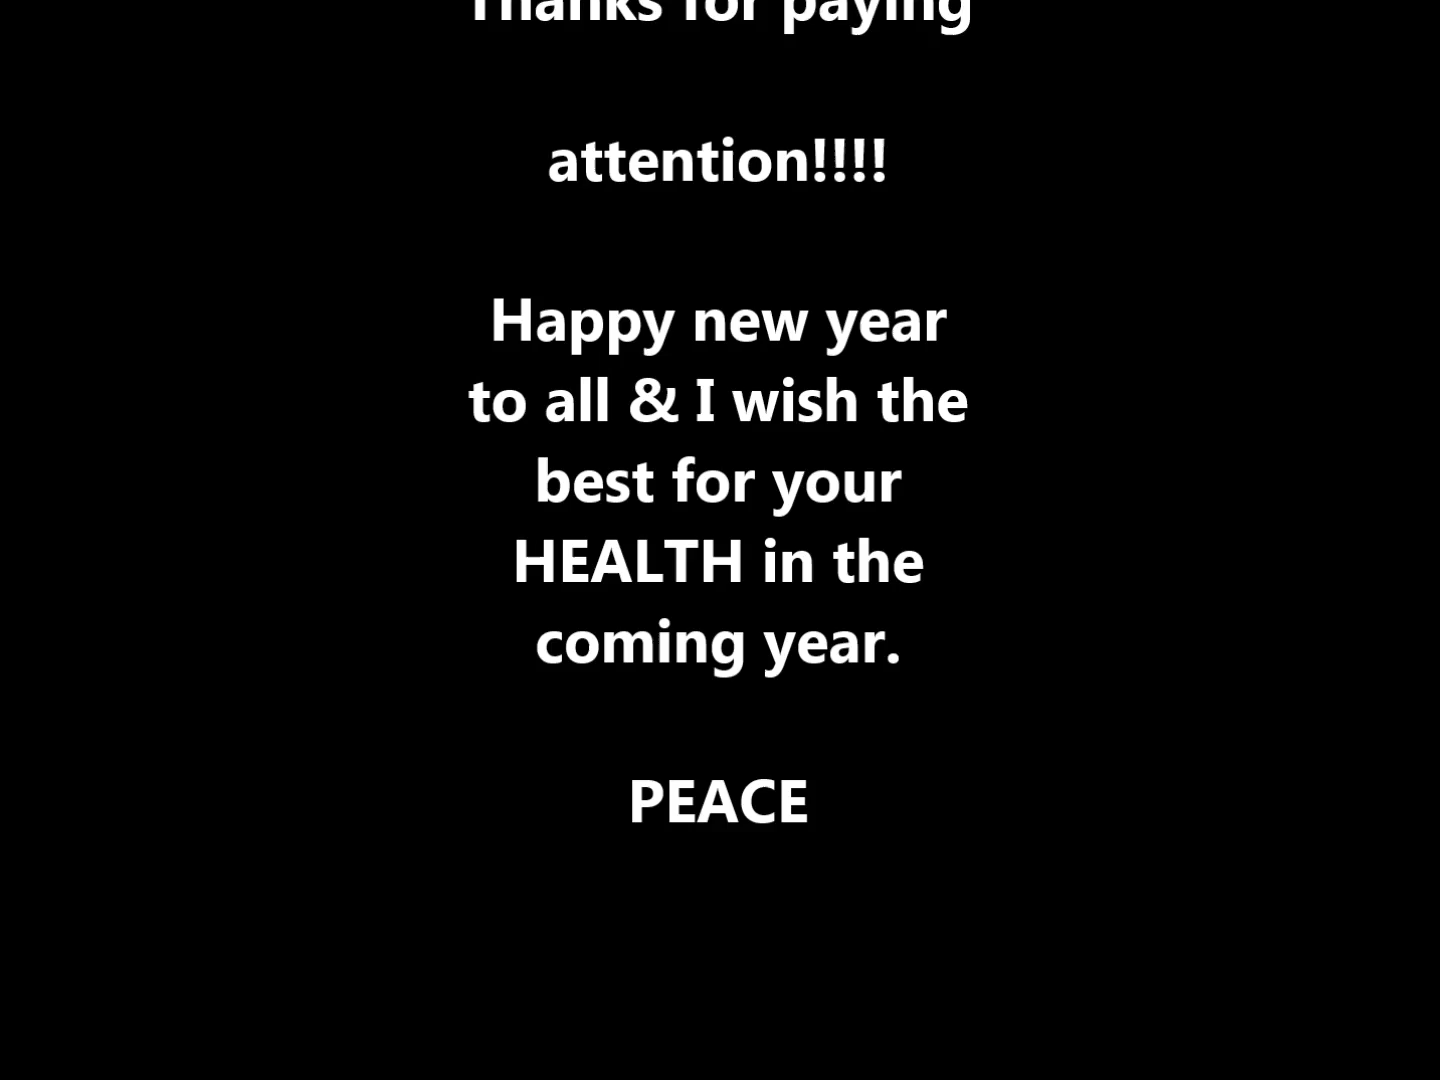 Thanks for paying
attention!!!!
Happy new year
to all & I wish the
best for your
HEALTH in the
coming year.
PEACE